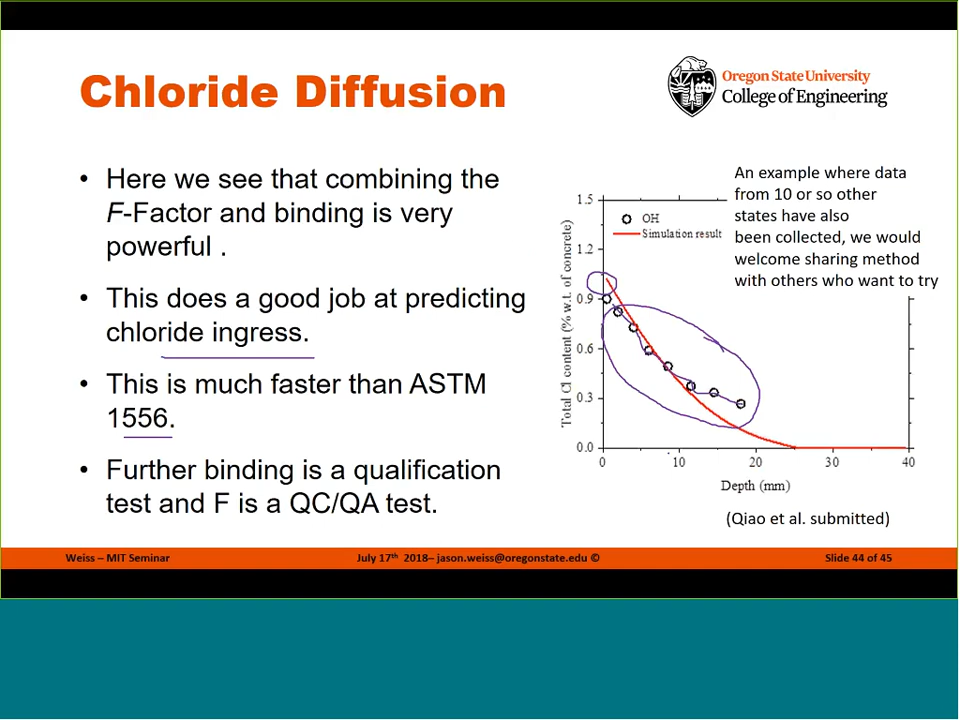 Chloride Diffusion
Oregon State University
College of Engineering
• Here we see that combining the
F-Factor and binding is very
powerful .
• This does a good job at predicting
chloride ingress.
• This is much faster than ASTM
1556.
• Further binding is a qualification
test and F is a QC/QA test.
An example where data
from 10 or so other
states have also
been collected, we would
welcome sharing method
with others who want to try
Total Cl content (% w.t. of concrete)
1.5
1.2
0.9
0.6
0.3
0.0
OH
Simulation result
0 10 20 30 40
Depth (mm)
(Qiao et al. submitted)
Weiss – MIT Seminar July 17th 2018– jason.weiss@oregonstate.edu © Slide 44 of 45